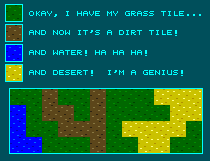 OKAY, I HAVE MY GRASS TILE...
AND NOW IT'S A DIRT TILE!
AND WATER! HA HA HA!
AND DESERT! I'M A GENIUS!